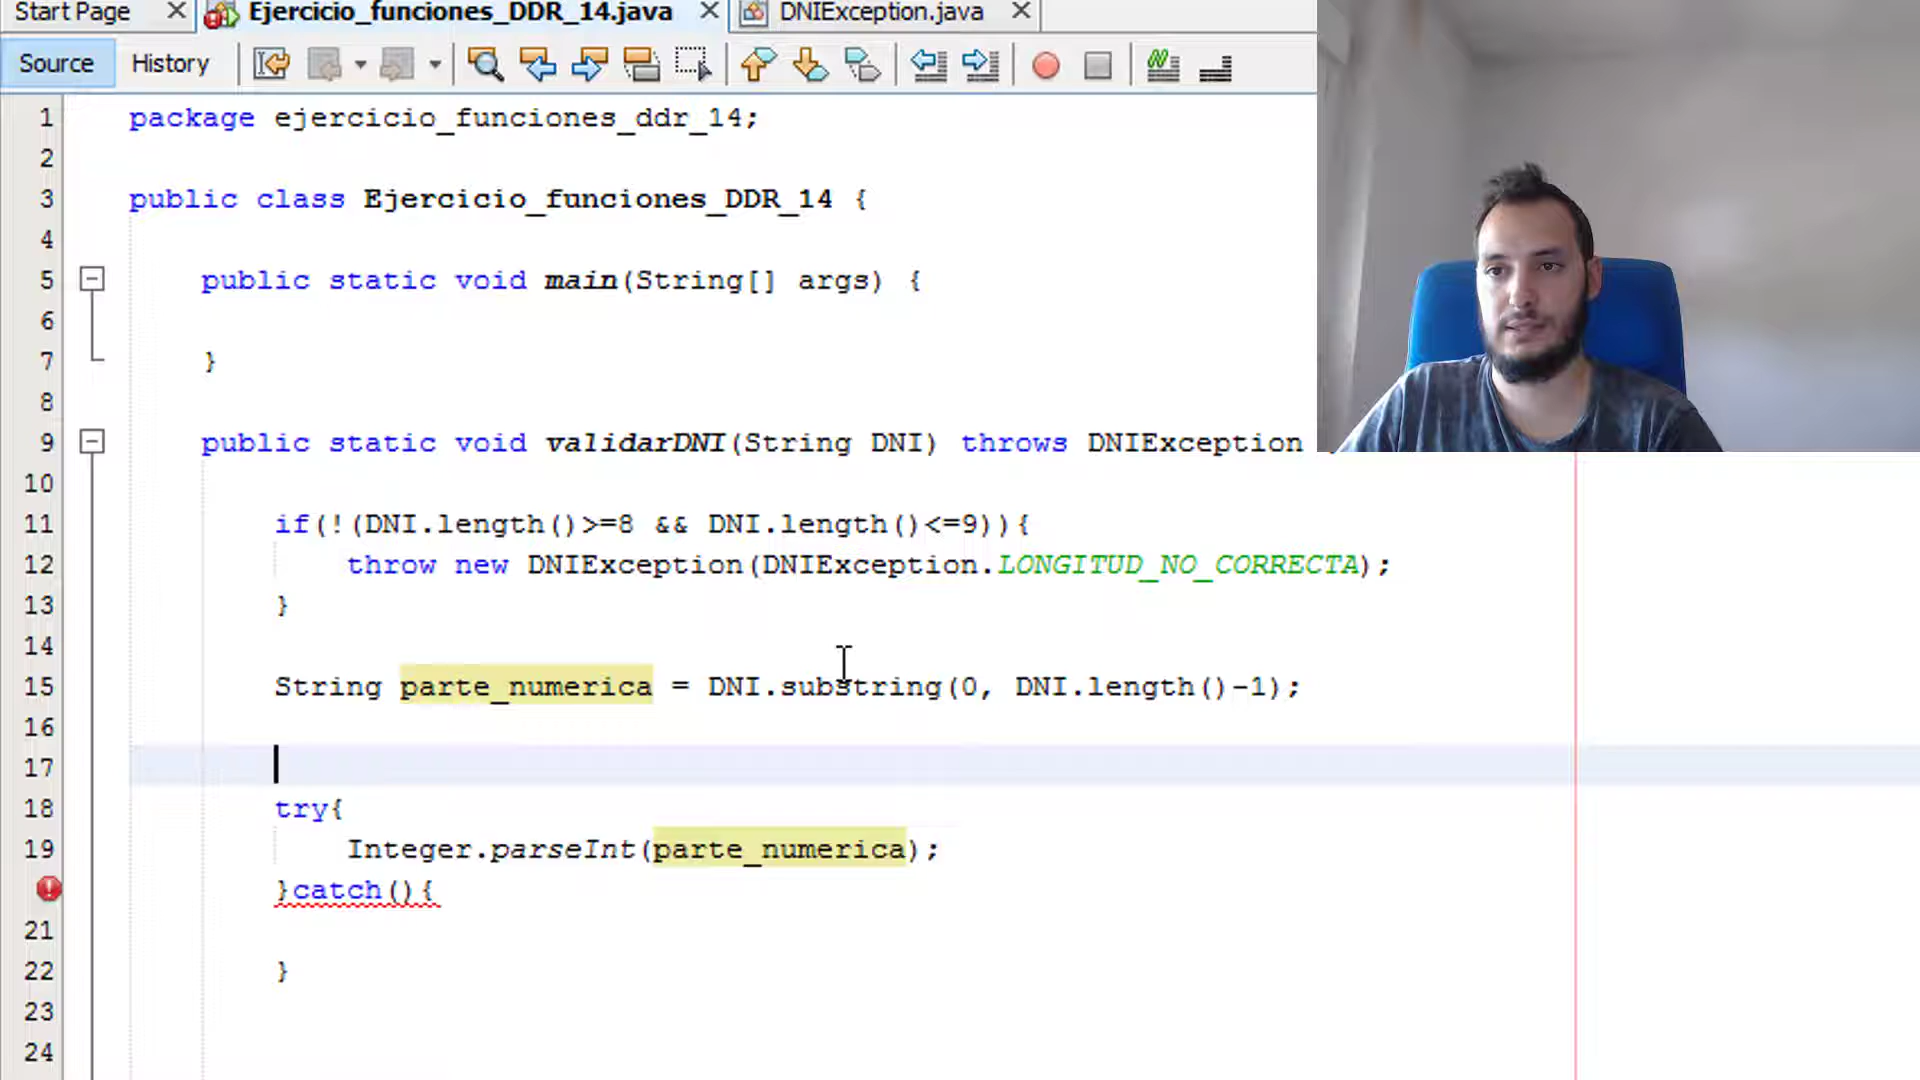 Start Page Ejercicio_funciones_DDR_14.java DNIException.java
Source History
1 package ejercicio_funciones_ddr_14;
2
3 public class Ejercicio_funciones_DDR_14 {
4
5 public static void main(String[] args) {
6
7 }
8
9 public static void validarDNI(String DNI) throws DNIException
10
11 if(!(DNI.length()>=8 && DNI.length()<=9)){
12 throw new DNIException(DNIException.LONGITUD_NO_CORRECTA);
13 }
14
15 String parte_numerica = DNI.substring(0, DNI.length()-1);
16
17
18 try{
19 Integer.parseInt(parte_numerica);
}catch(){
21
22 }
23
24